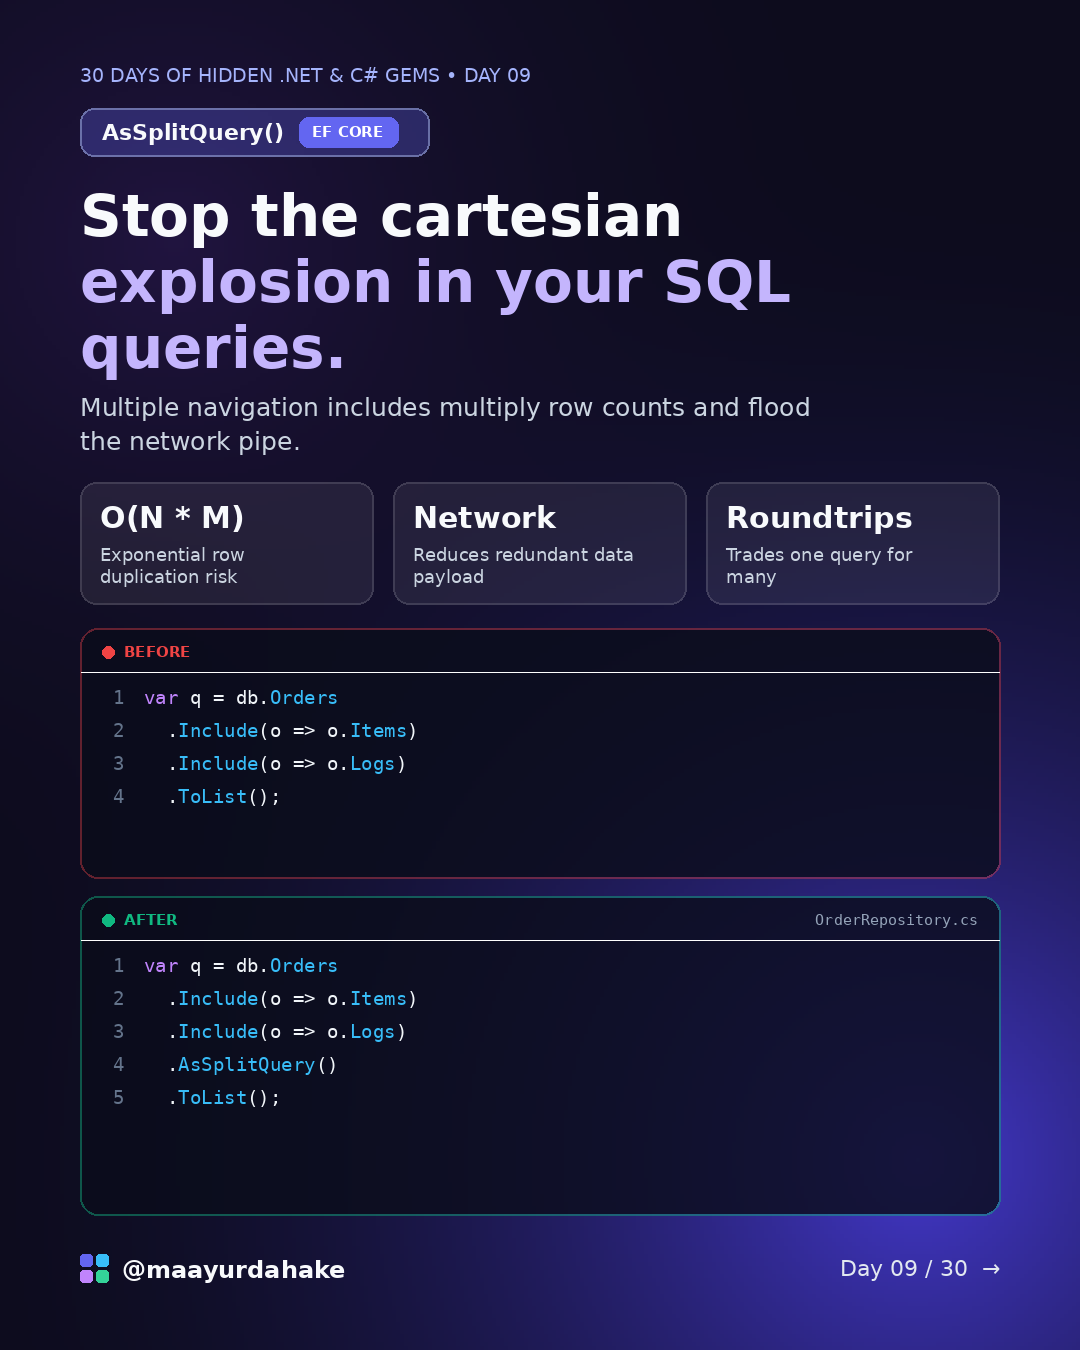 30 DAYS OF HIDDEN .NET & C# GEMS • DAY 09
AsSplitQuery() EF CORE
Stop the cartesian
explosion in your SQL
queries.
Multiple navigation includes multiply row counts and flood
the network pipe.
O(N * M)
Exponential row
duplication risk
Network
Reduces redundant data
payload
Roundtrips
Trades one query for
many
BEFORE
1 var q = db.Orders
2   .Include(o => o.Items)
3   .Include(o => o.Logs)
4   .ToList();
AFTER OrderRepository.cs
1 var q = db.Orders
2   .Include(o => o.Items)
3   .Include(o => o.Logs)
4   .AsSplitQuery()
5   .ToList();
@maayurdahake
Day 09 / 30 →